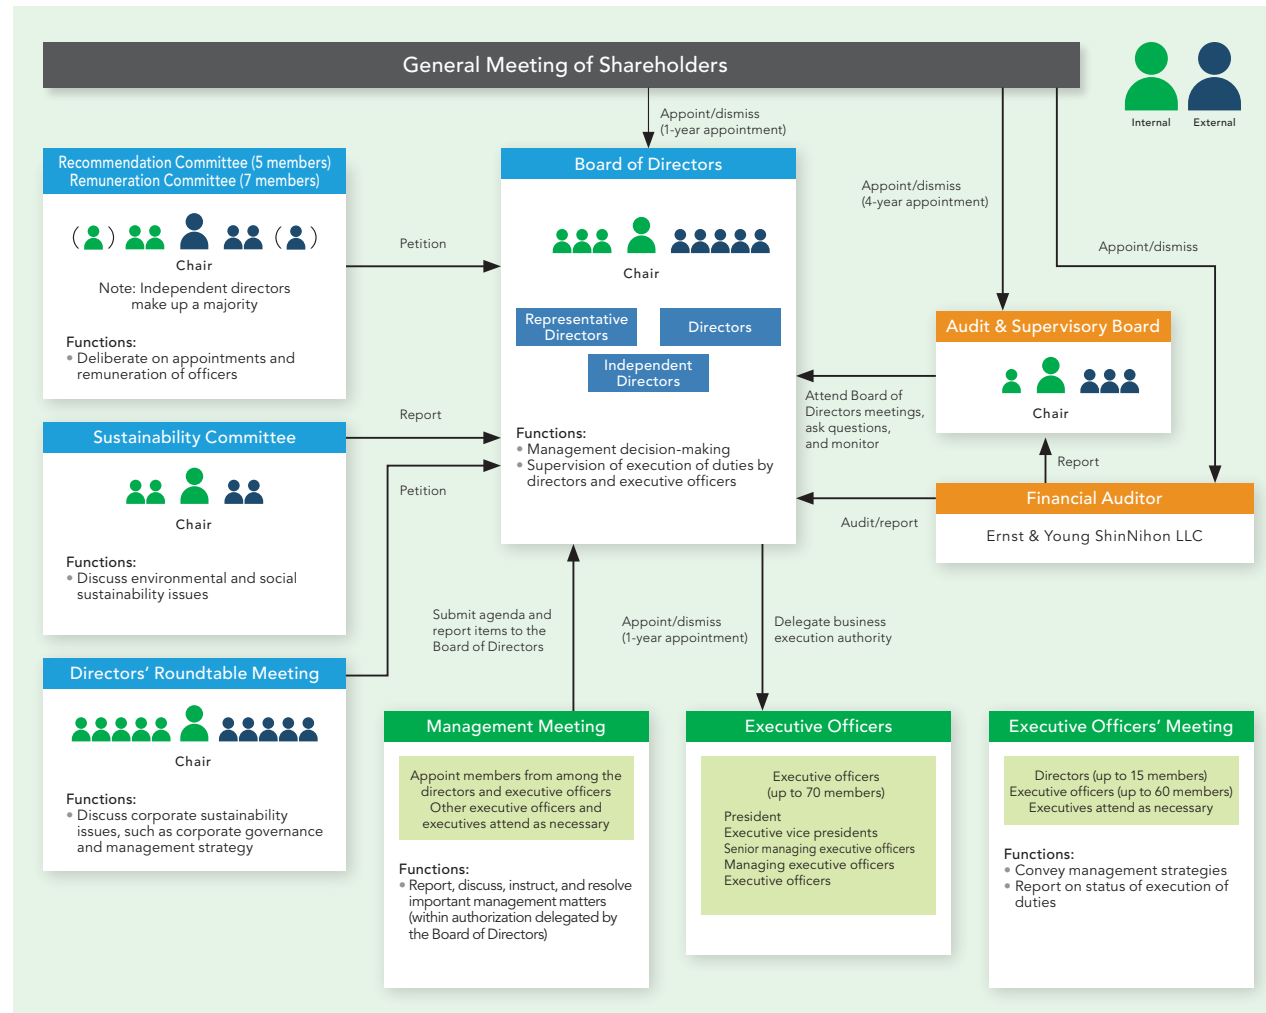 General Meeting of Shareholders
Internal
External
Appoint/dismiss
(1-year appointment)
Appoint/dismiss
(4-year appointment)
Appoint/dismiss
Recommendation Committee (5 members)
Remuneration Committee (7 members)
( ) ( )
Chair
Note: Independent directors
make up a majority
Functions:
• Deliberate on appointments and
remuneration of officers
Petition
Board of Directors
Chair
Representative
Directors
Directors
Independent
Directors
Functions:
• Management decision-making
• Supervision of execution of duties by
directors and executive officers
Audit & Supervisory Board
Chair
Attend Board of
Directors meetings,
ask questions,
and monitor
Report
Financial Auditor
Ernst & Young ShinNihon LLC
Audit/report
Sustainability Committee
Chair
Functions:
• Discuss environmental and social
sustainability issues
Report
Petition
Directors’ Roundtable Meeting
Chair
Functions:
• Discuss corporate sustainability
issues, such as corporate governance
and management strategy
Submit agenda and
report items to the
Board of Directors
Appoint/dismiss
(1-year appointment)
Delegate business
execution authority
Management Meeting
Appoint members from among the
directors and executive officers
Other executive officers and
executives attend as necessary
Functions:
• Report, discuss, instruct, and resolve
important management matters
(within authorization delegated by
the Board of Directors)
Executive Officers
Executive officers
(up to 70 members)
President
Executive vice presidents
Senior managing executive officers
Managing executive officers
Executive officers
Executive Officers’ Meeting
Directors (up to 15 members)
Executive officers (up to 60 members)
Executives attend as necessary
Functions:
• Convey management strategies
• Report on status of execution of
duties